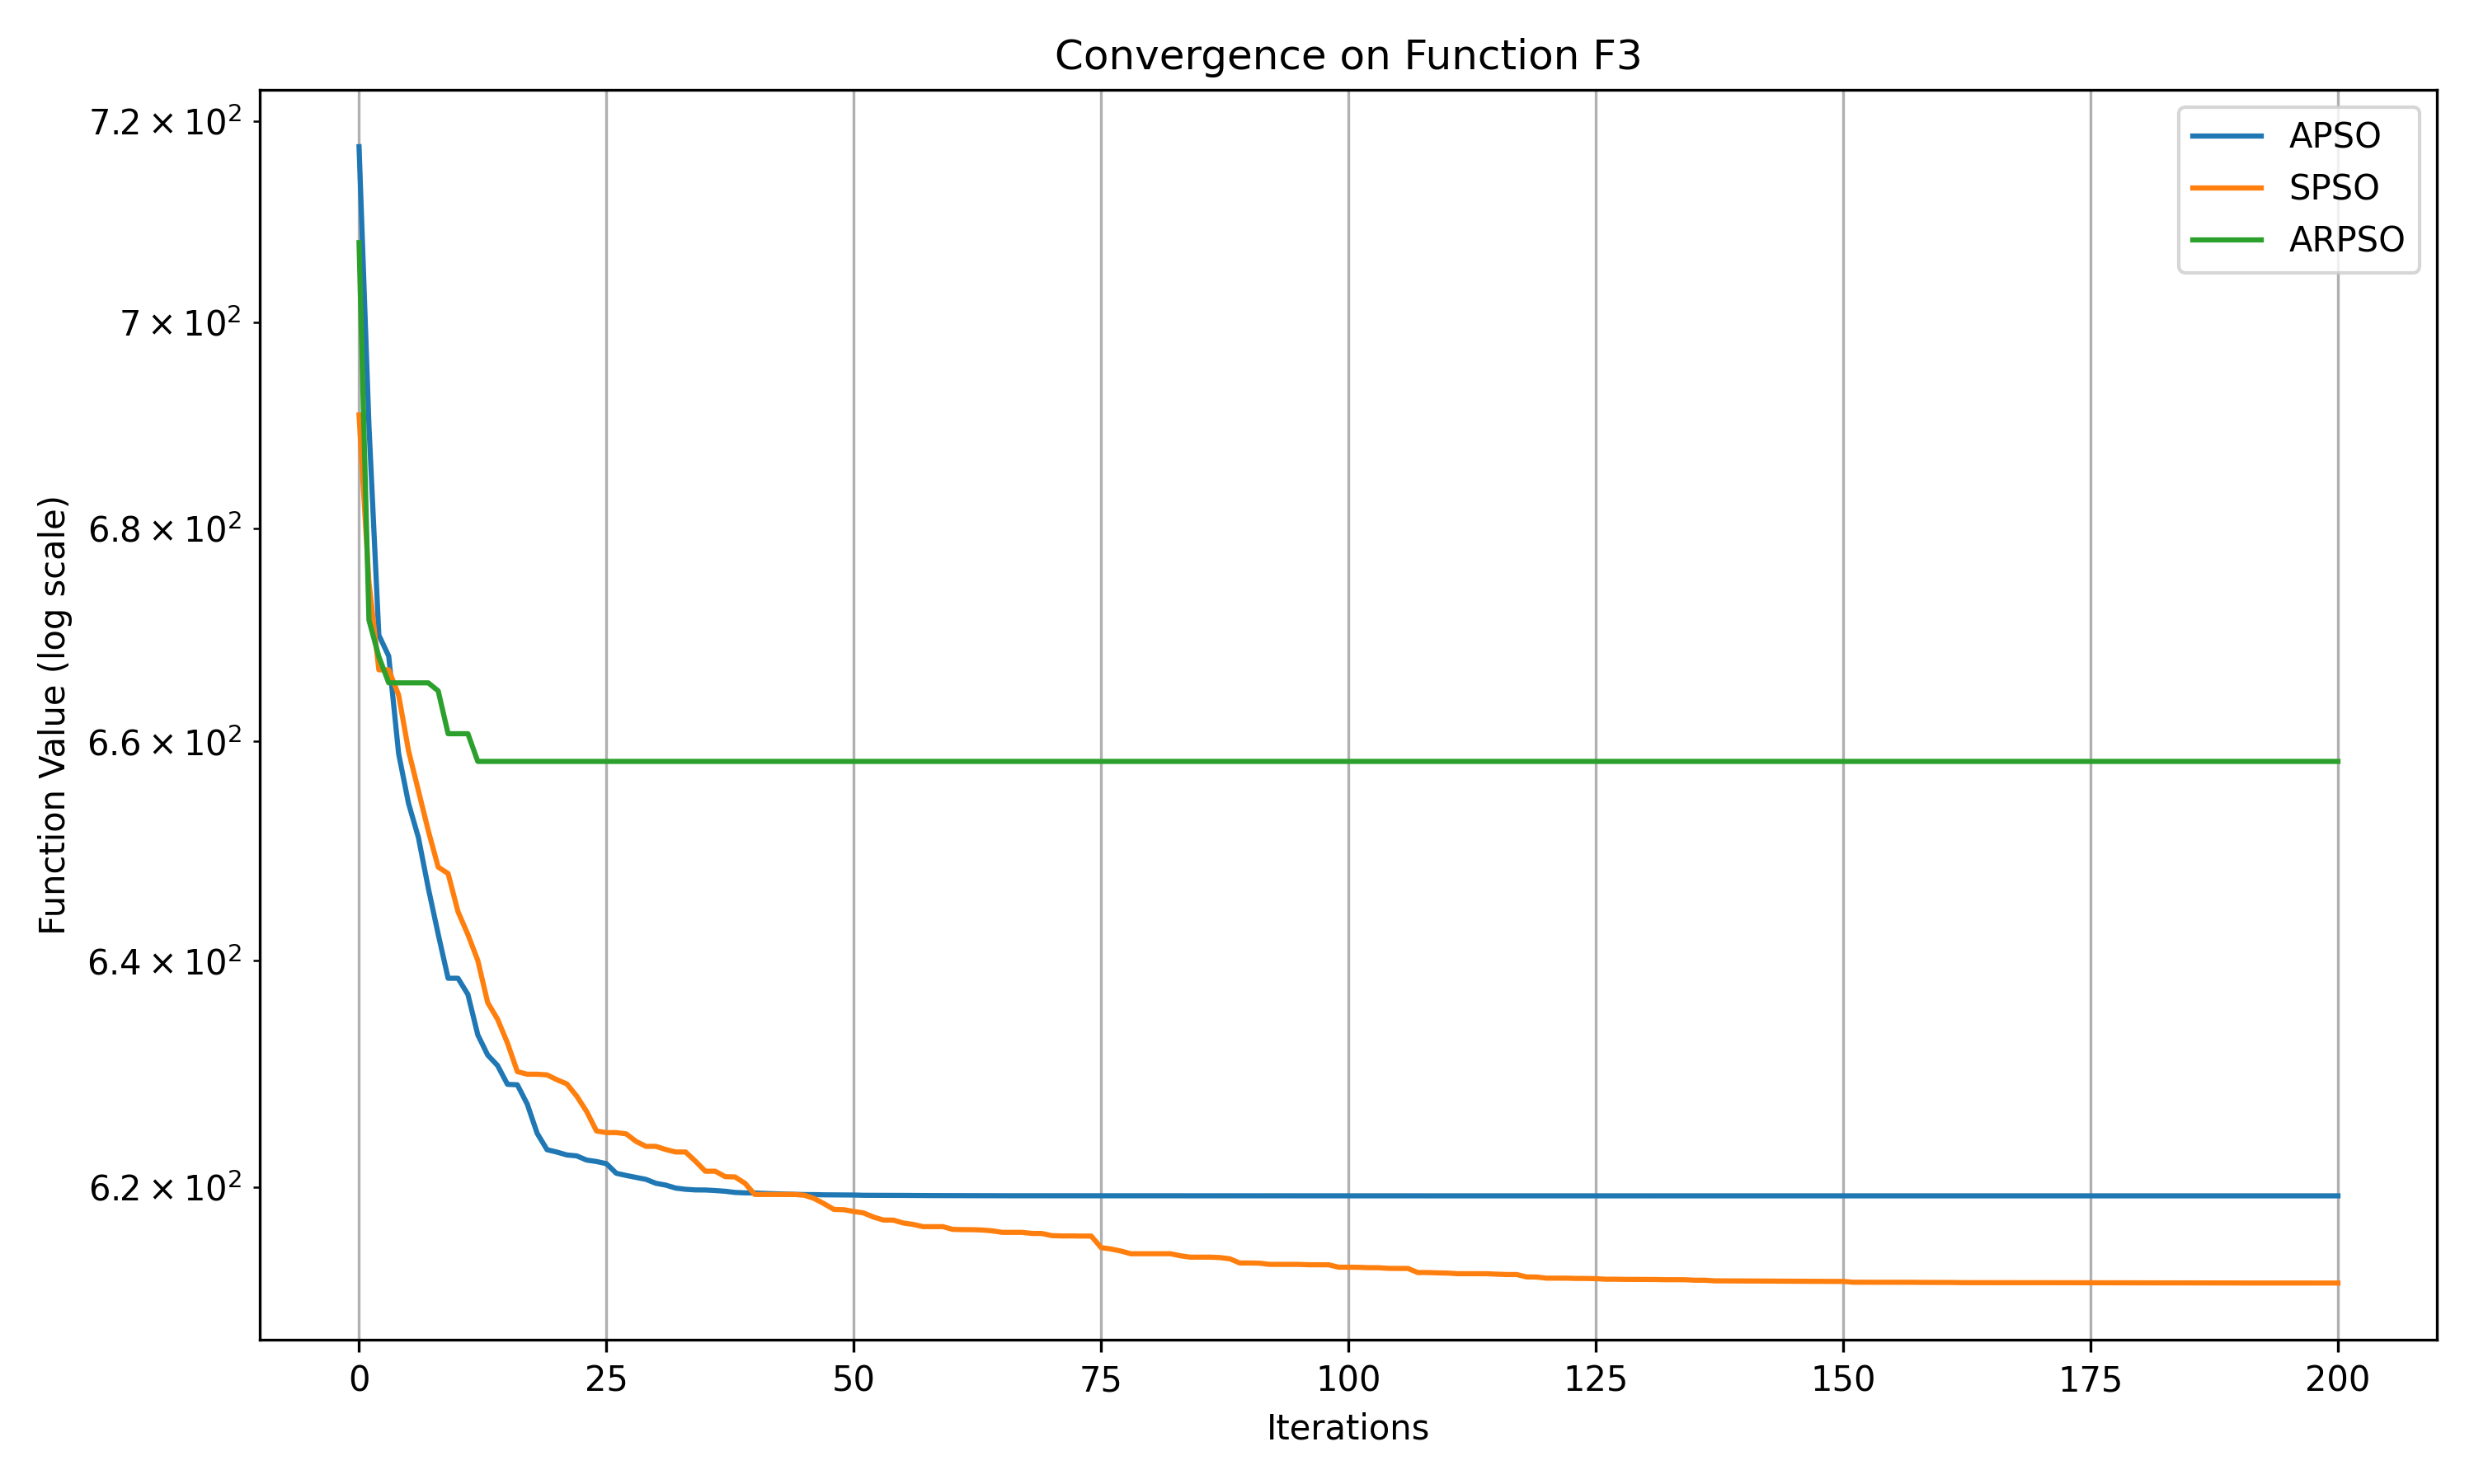 Convergence on Function F3
7.2 × 10²
7 × 10²
6.8 × 10²
6.6 × 10²
6.4 × 10²
6.2 × 10²
Function Value (log scale)
APSO
SPSO
ARPSO
0 25 50 75 100 125 150 175 200
Iterations